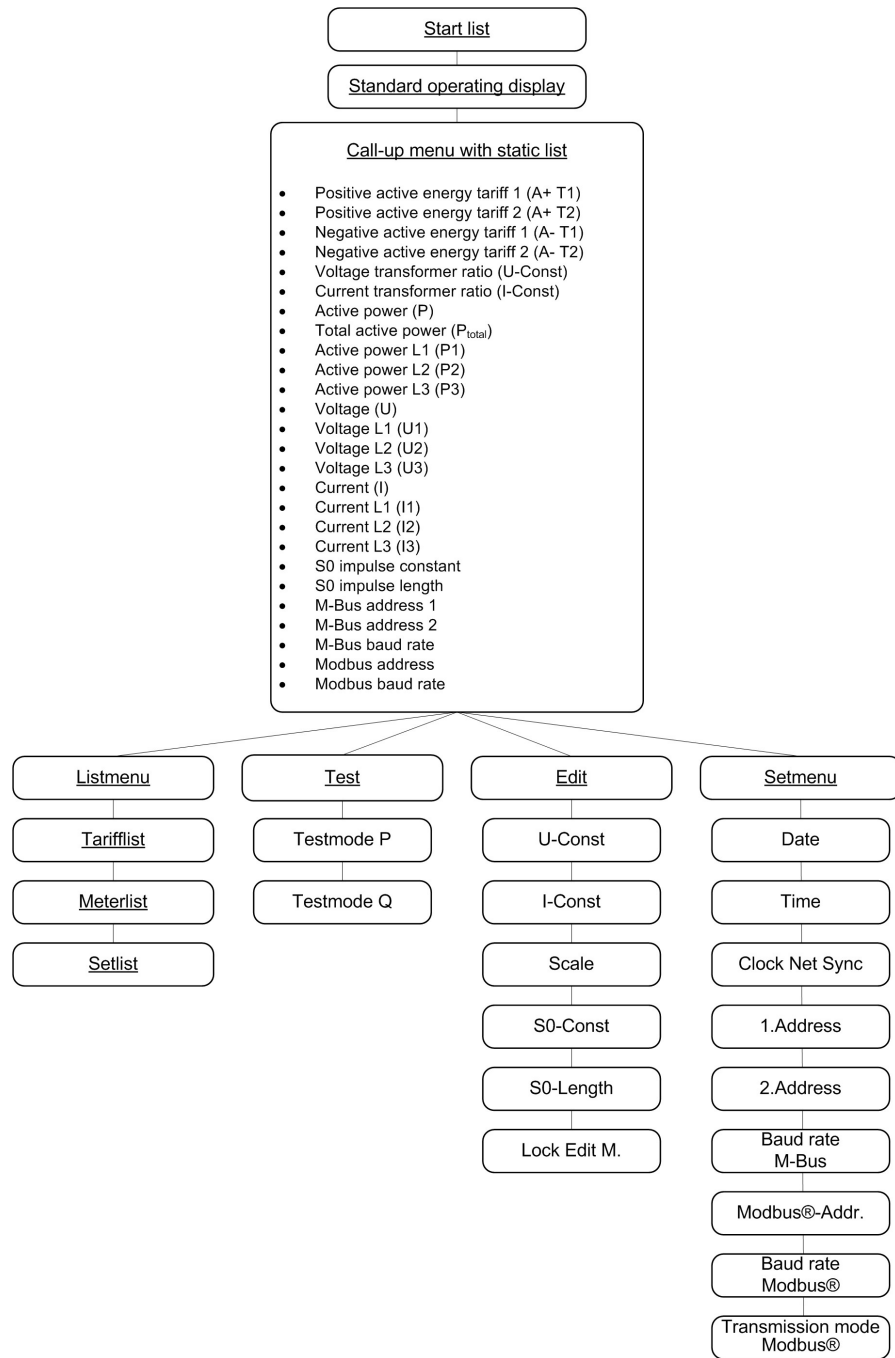 Start list
Standard operating display
Call-up menu with static list
• Positive active energy tariff 1 (A+ T1)
• Positive active energy tariff 2 (A+ T2)
• Negative active energy tariff 1 (A- T1)
• Negative active energy tariff 2 (A- T2)
• Voltage transformer ratio (U-Const)
• Current transformer ratio (I-Const)
• Active power (P)
• Total active power (Ptotal)
• Active power L1 (P1)
• Active power L2 (P2)
• Active power L3 (P3)
• Voltage (U)
• Voltage L1 (U1)
• Voltage L2 (U2)
• Voltage L3 (U3)
• Current (I)
• Current L1 (I1)
• Current L2 (I2)
• Current L3 (I3)
• S0 impulse constant
• S0 impulse length
• M-Bus address 1
• M-Bus address 2
• M-Bus baud rate
• Modbus address
• Modbus baud rate
Listmenu
Tarifflist
Meterlist
Setlist
Test
Testmode P
Testmode Q
Edit
U-Const
I-Const
Scale
S0-Const
S0-Length
Lock Edit M.
Setmenu
Date
Time
Clock Net Sync
1.Address
2.Address
Baud rate
M-Bus
Modbus®-Addr.
Baud rate
Modbus®
Transmission mode
Modbus®